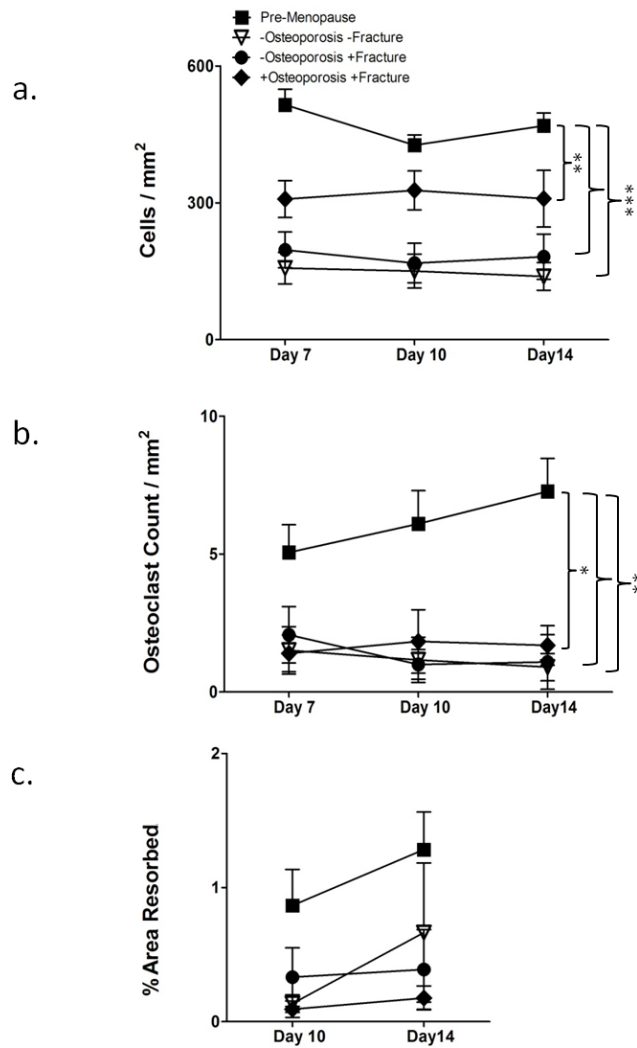 Pre-Menopause
-Osteoporosis -Fracture
-Osteoporosis +Fracture
+Osteoporosis +Fracture
a.
Cells / mm²
600
300
0
Day 7
Day 10
Day14
**
***
b.
Osteoclast Count / mm²
10
5
0
Day 7
Day 10
Day14
*
**
c.
% Area Resorbed
2
1
0
Day 10
Day14